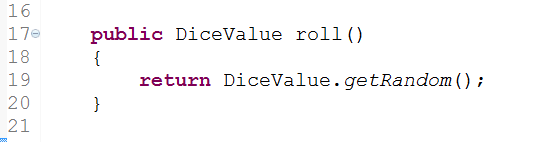 16
17 public DiceValue roll()
18 {
19 return DiceValue.getRandom();
20 }
21